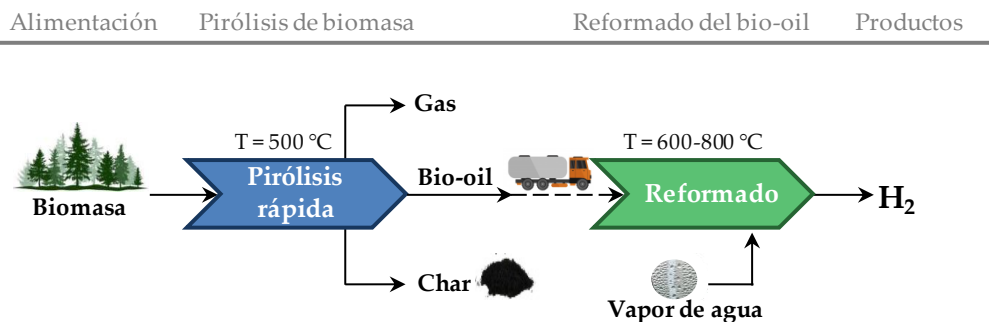 Alimentación
Pirólisis de biomasa
Reformado del bio-oil
Productos
Gas
T = 500 °C
T = 600-800 °C
Pirólisis
rápida
Bio-oil
Reformado
H₂
Biomasa
Char
Vapor de agua